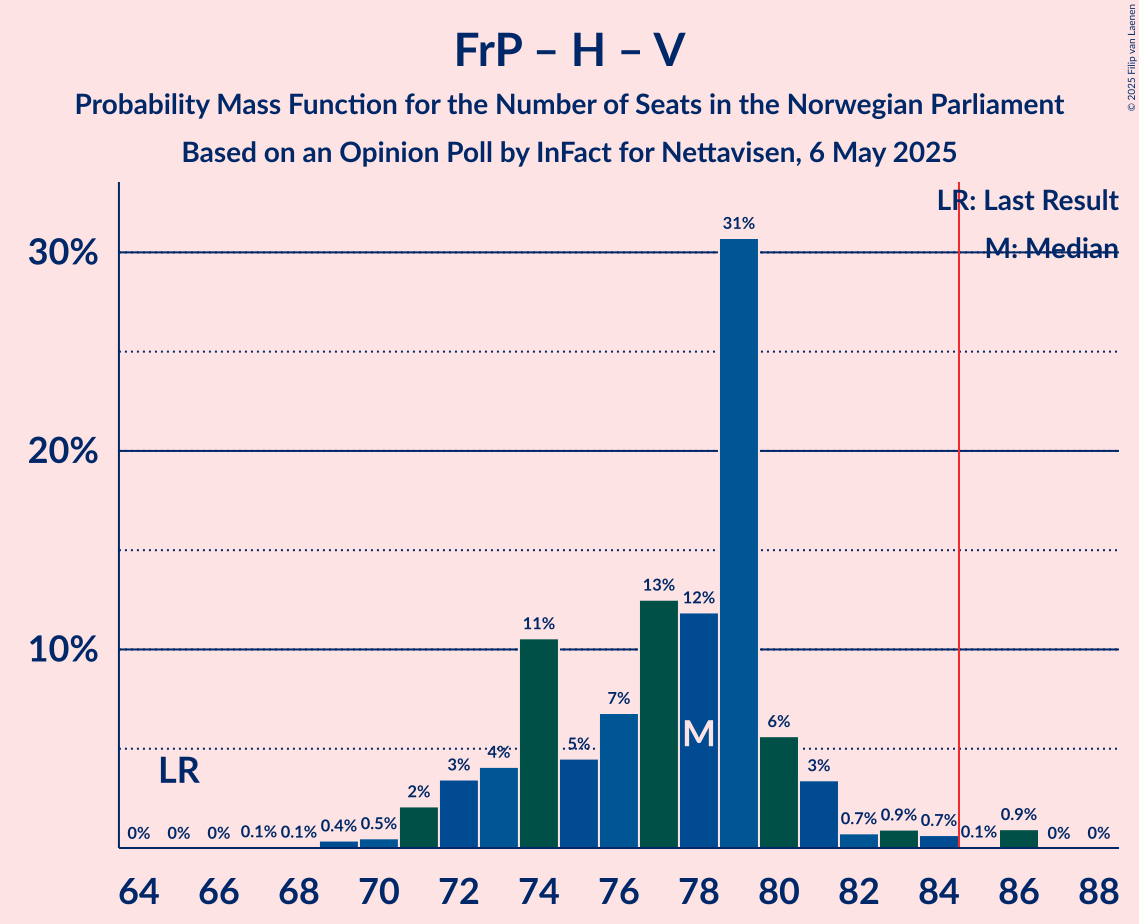 FrP – H – V
Probability Mass Function for the Number of Seats in the Norwegian Parliament
Based on an Opinion Poll by InFact for Nettavisen, 6 May 2025
© 2025 Filip van Laenen
LR: Last Result
M: Median
30%
20%
10%
31%
13%
12%
11%
7%
6%
5%
4%
3%
3%
2%
0% 0% 0% 0.1% 0.1% 0.4% 0.5% 0.7% 0.9% 0.7% 0.1% 0.9% 0% 0%
LR
M
64 66 68 70 72 74 76 78 80 82 84 86 88